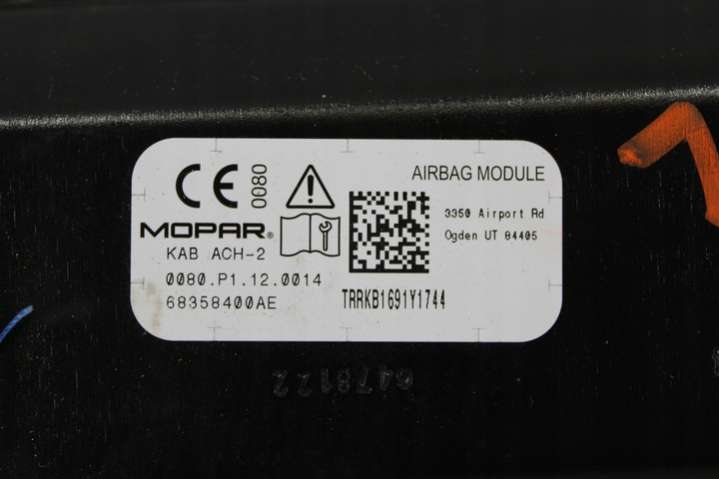 CE 0080
AIRBAG MODULE
MOPAR®
3350 Airport Rd
Ogden UT 84405
KAB ACH-2
0080.P1.12.0014
68358400AE
TRRKB1691Y1744